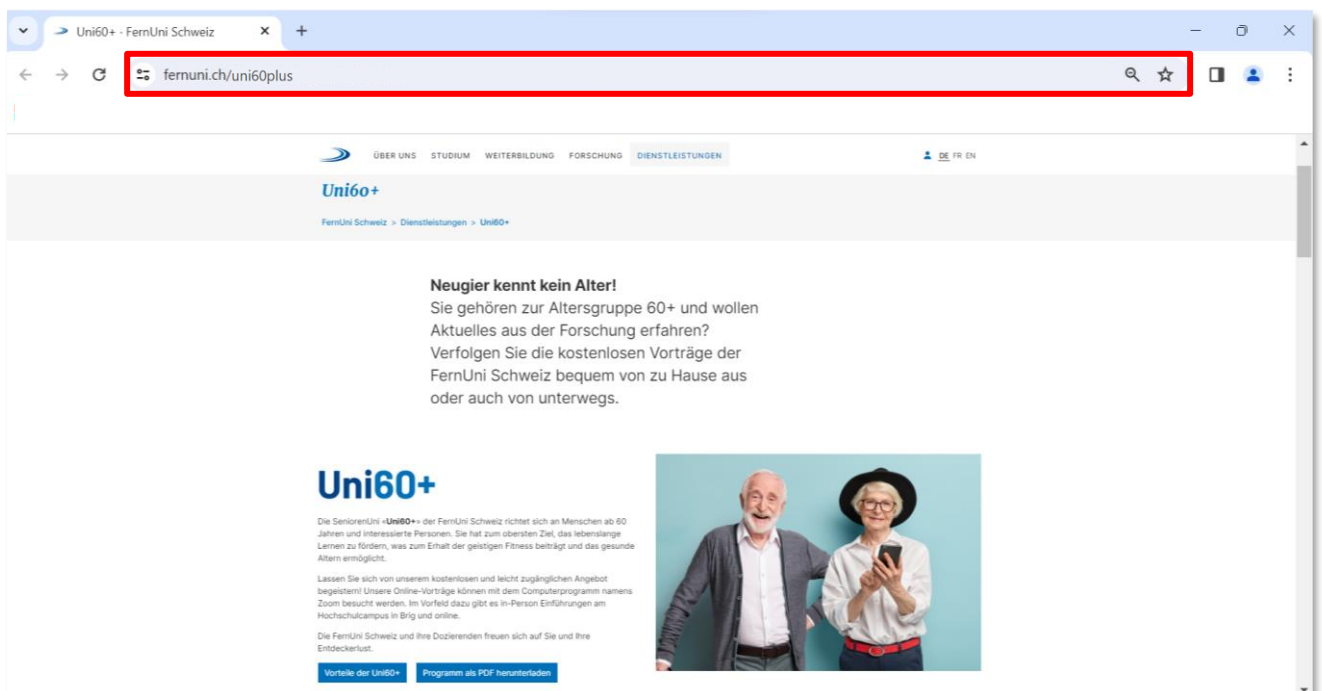 Uni60+ - FernUni Schweiz
fernuni.ch/uni60plus
ÜBER UNS STUDIUM WEITERBILDUNG FORSCHUNG DIENSTLEISTUNGEN DE FR EN
Uni60+
FernUni Schweiz > Dienstleistungen > Uni60+
Neugier kennt kein Alter!
Sie gehören zur Altersgruppe 60+ und wollen
Aktuelles aus der Forschung erfahren?
Verfolgen Sie die kostenlosen Vorträge der
FernUni Schweiz bequem von zu Hause aus
oder auch von unterwegs.
Uni60+
Die SeniorenUni «Uni60+» der FernUni Schweiz richtet sich an Menschen ab 60
Jahren und interessierte Personen. Sie hat zum obersten Ziel, das lebenslange
Lernen zu fördern, was zum Erhalt der geistigen Fitness beiträgt und das gesunde
Altern ermöglicht.
Lassen Sie sich von unserem kostenlosen und leicht zugänglichen Angebot
begeistern! Unsere Online-Vorträge können mit dem Computerprogramm namens
Zoom besucht werden. Im Vorfeld dazu gibt es in-Person Einführungen am
Hochschulcampus in Brig und online.
Die FernUni Schweiz und ihre Dozierenden freuen sich auf Sie und Ihre
Entdeckerlust.
Vorteile der Uni60+ Programm als PDF herunterladen